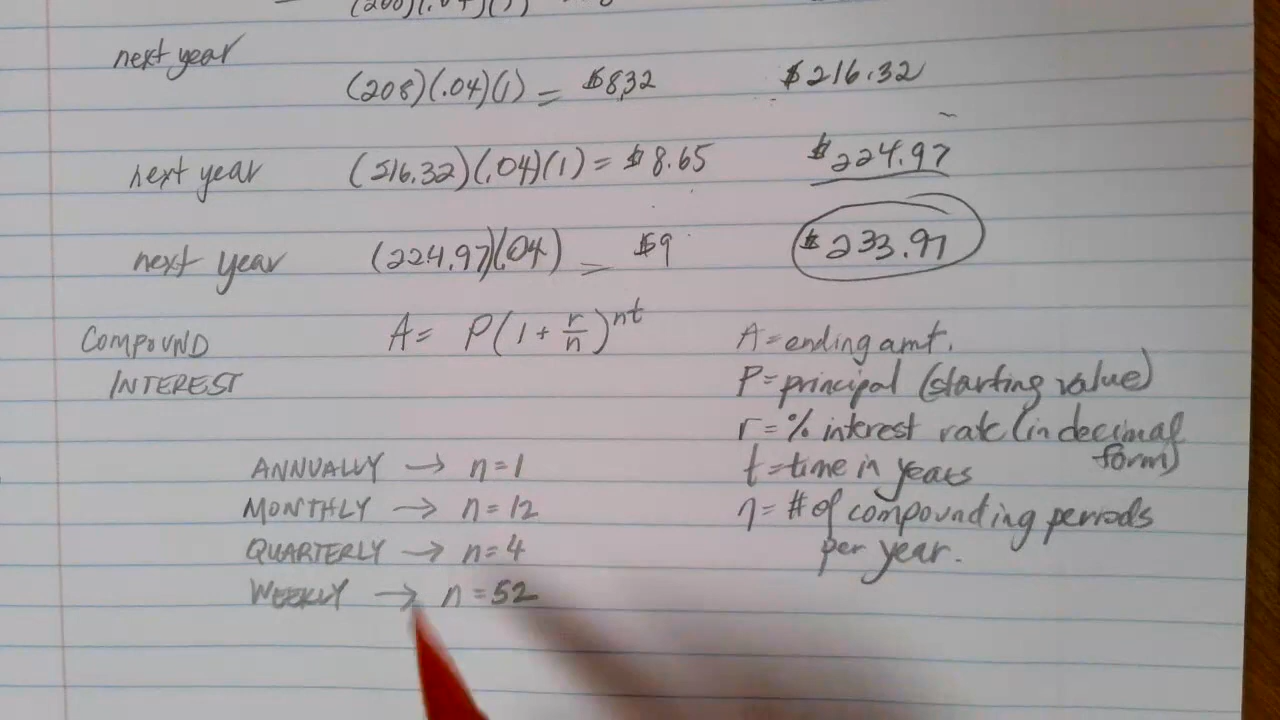 next year
(208)(.04)(1) = $8.32 $216.32
next year (216.32)(.04)(1) = $8.65 $224.97
next year (224.97)(.04) = $9 $233.97
COMPOUND A = P(1 + r/n)^nt A = ending amt.
INTEREST P = principal (starting value)
r = % interest rate (in decimal form)
ANNUALLY → n = 1 t = time in years
MONTHLY → n = 12 n = # of compounding periods
QUARTERLY → n = 4 per year.
WEEKLY → n = 52